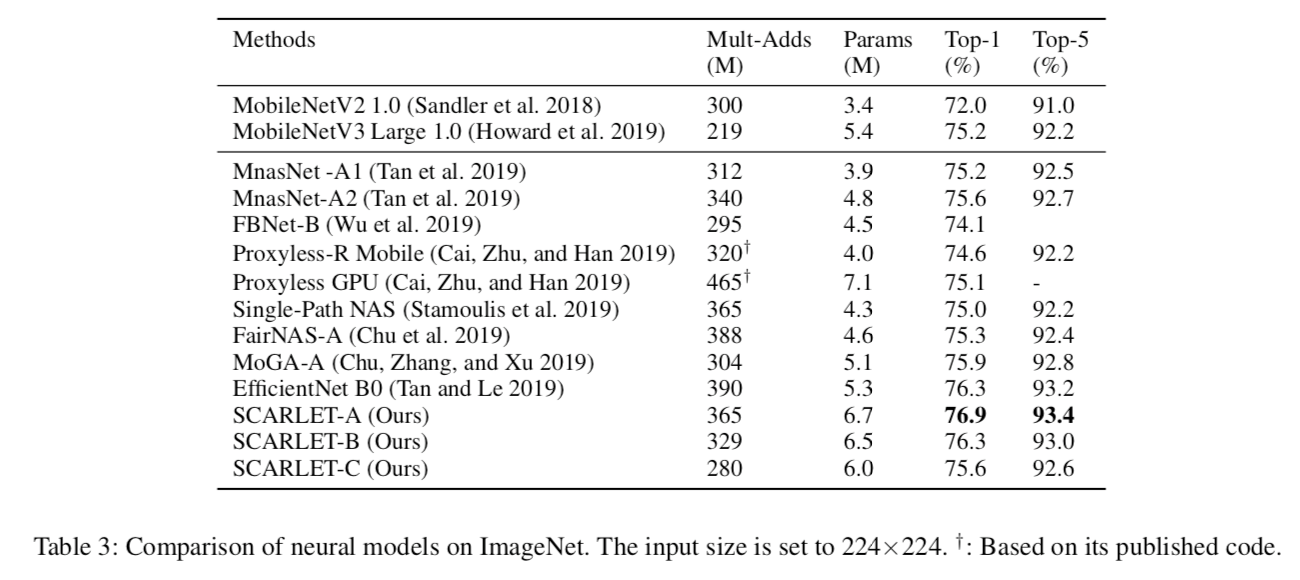 Methods Mult-Adds Params Top-1 Top-5
(M) (M) (%) (%)
MobileNetV2 1.0 (Sandler et al. 2018) 300 3.4 72.0 91.0
MobileNetV3 Large 1.0 (Howard et al. 2019) 219 5.4 75.2 92.2
MnasNet -A1 (Tan et al. 2019) 312 3.9 75.2 92.5
MnasNet-A2 (Tan et al. 2019) 340 4.8 75.6 92.7
FBNet-B (Wu et al. 2019) 295 4.5 74.1
Proxyless-R Mobile (Cai, Zhu, and Han 2019) 320† 4.0 74.6 92.2
Proxyless GPU (Cai, Zhu, and Han 2019) 465† 7.1 75.1 -
Single-Path NAS (Stamoulis et al. 2019) 365 4.3 75.0 92.2
FairNAS-A (Chu et al. 2019) 388 4.6 75.3 92.4
MoGA-A (Chu, Zhang, and Xu 2019) 304 5.1 75.9 92.8
EfficientNet B0 (Tan and Le 2019) 390 5.3 76.3 93.2
SCARLET-A (Ours) 365 6.7 76.9 93.4
SCARLET-B (Ours) 329 6.5 76.3 93.0
SCARLET-C (Ours) 280 6.0 75.6 92.6
Table 3: Comparison of neural models on ImageNet. The input size is set to 224×224. †: Based on its published code.